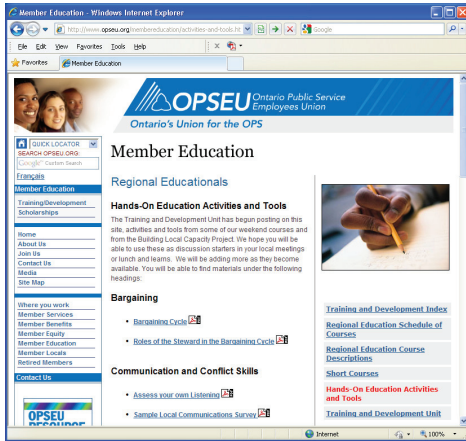 Member Education - Windows Internet Explorer
http://www.opseu.org/membereducation/activities-and-tools.ht
Google
File Edit View Favorites Tools Help
Favorites
Member Education
OPSEU Ontario Public Service
Employees Union
Ontario's Union for the OPS
QUICK LOCATOR
SEARCH OPSEU.ORG:
Google™ Custom Search
Français
Member Education
Training/Development
Scholarships
Home
About Us
Join Us
Contact Us
Media
Site Map
Where you work
Member Services
Member Benefits
Member Equity
Member Education
Member Locals
Retired Members
Contact Us
OPSEU
RESOURCE
Member Education
Regional Educationals
Hands-On Education Activities and Tools
The Training and Development Unit has begun posting on this
site, activities and tools from some of our weekend courses and
from the Building Local Capacity Project. We hope you will be
able to use these as discussion starters in your local meetings
or lunch and learns. We will be adding more as they become
available. You will be able to find materials under the following
headings:
Bargaining
• Bargaining Cycle
• Roles of the Steward in the Bargaining Cycle
Communication and Conflict Skills
• Assess your own Listening
• Sample Local Communications Survey
Training and Development Index
Regional Education Schedule of
Courses
Regional Education Course
Descriptions
Short Courses
Hands-On Education Activities
and Tools
Training and Development Unit
Internet
100%